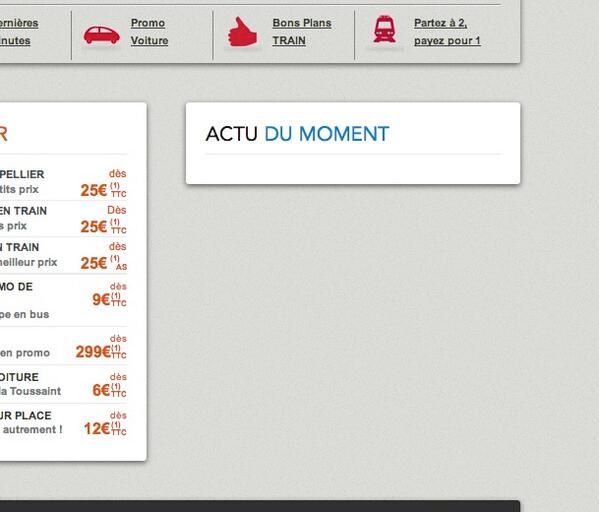 ernières
inutes
Promo
Voiture
Bons Plans
TRAIN
Partez à 2,
payez pour 1
R
PELLIER dès
tits prix 25€ (1) TTC
EN TRAIN Dès
s prix 25€ (1) TTC
N TRAIN dès
neilleur prix 25€ (1) AS
MO DE dès
9€ (1) TTC
pe en bus
dès
en promo 299€ (1) TTC
OITURE dès
la Toussaint 6€ (1) TTC
UR PLACE dès
autrement ! 12€ (1) TTC
ACTU DU MOMENT